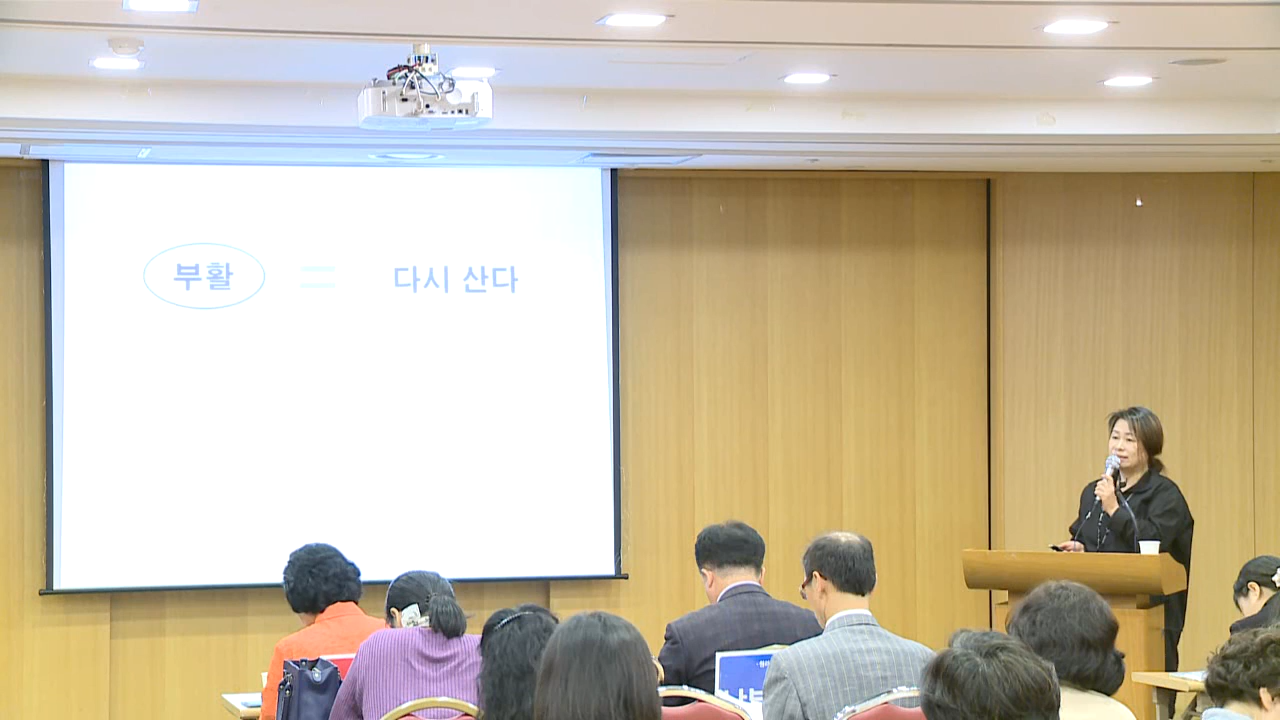 부활 = 다시 산다